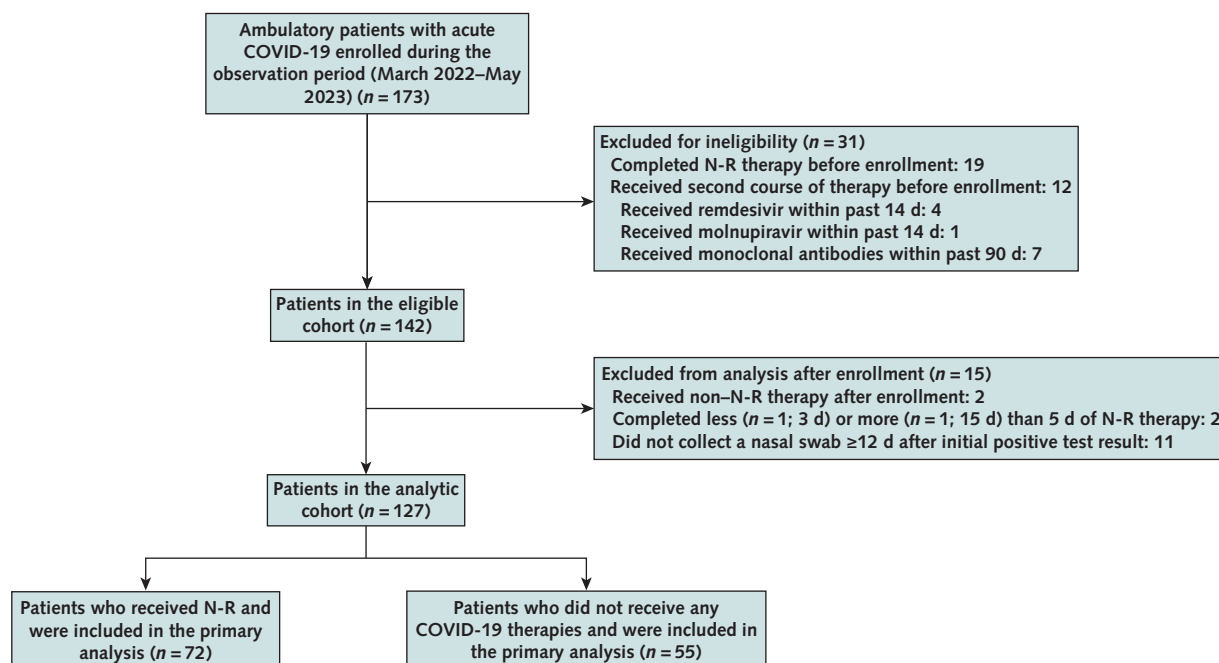 Ambulatory patients with acute
COVID-19 enrolled during the
observation period (March 2022–May
2023) (n = 173)
Excluded for ineligibility (n = 31)
Completed N-R therapy before enrollment: 19
Received second course of therapy before enrollment: 12
Received remdesivir within past 14 d: 4
Received molnupiravir within past 14 d: 1
Received monoclonal antibodies within past 90 d: 7
Patients in the eligible
cohort (n = 142)
Excluded from analysis after enrollment (n = 15)
Received non–N-R therapy after enrollment: 2
Completed less (n = 1; 3 d) or more (n = 1; 15 d) than 5 d of N-R therapy: 2
Did not collect a nasal swab ≥12 d after initial positive test result: 11
Patients in the analytic
cohort (n = 127)
Patients who received N-R and
were included in the primary
analysis (n = 72)
Patients who did not receive any
COVID-19 therapies and were included in
the primary analysis (n = 55)